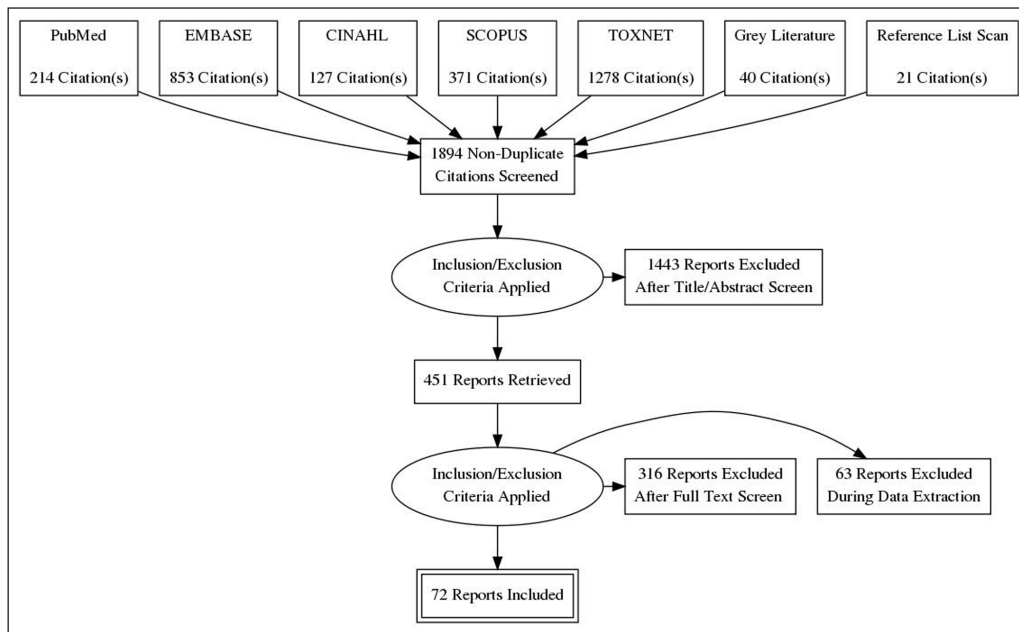 PubMed
214 Citation(s)
EMBASE
853 Citation(s)
CINAHL
127 Citation(s)
SCOPUS
371 Citation(s)
TOXNET
1278 Citation(s)
Grey Literature
40 Citation(s)
Reference List Scan
21 Citation(s)
1894 Non-Duplicate
Citations Screened
Inclusion/Exclusion
Criteria Applied
1443 Reports Excluded
After Title/Abstract Screen
451 Reports Retrieved
Inclusion/Exclusion
Criteria Applied
316 Reports Excluded
After Full Text Screen
63 Reports Excluded
During Data Extraction
72 Reports Included